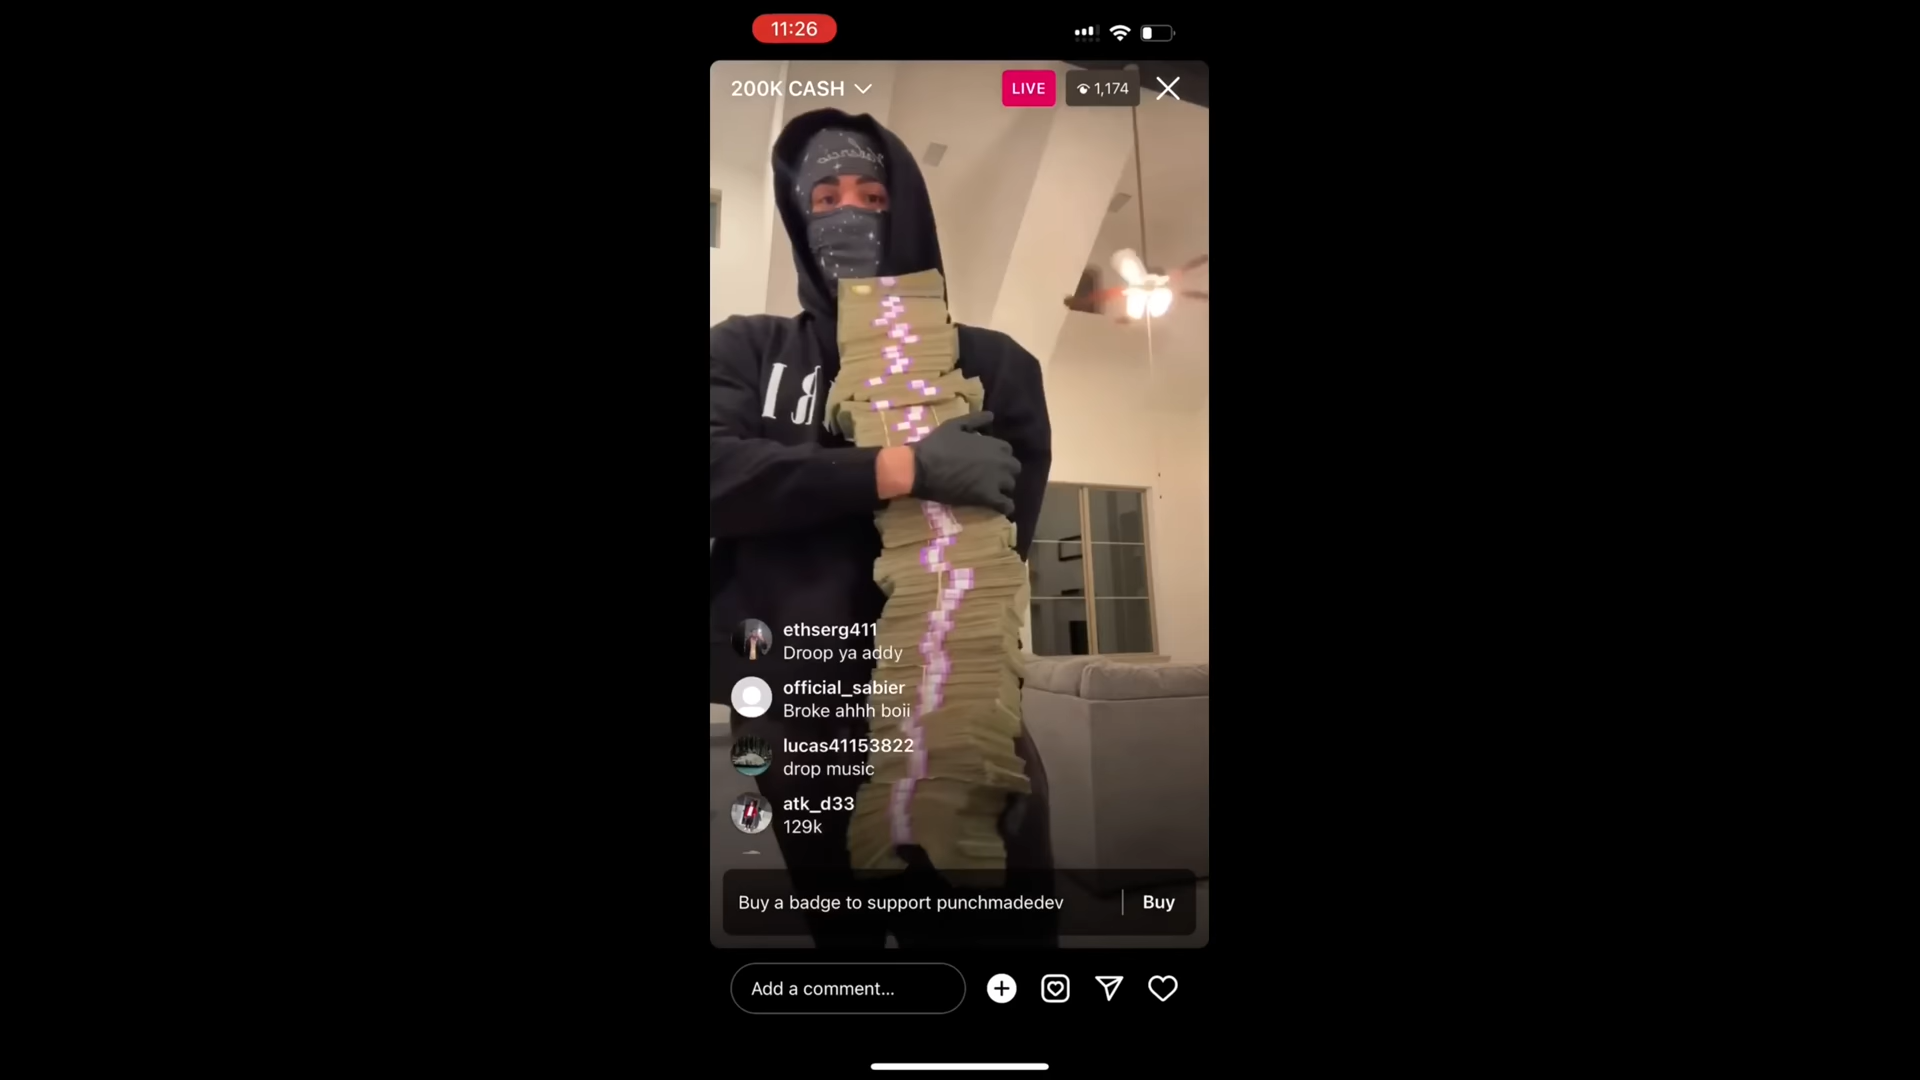 11:26
200K CASH
LIVE
1,174
ethserg411
Droop ya addy
official_sabier
Broke ahhh boii
lucas41153822
drop music
atk_d33
129k
Buy a badge to support punchmadedev
Buy
Add a comment...